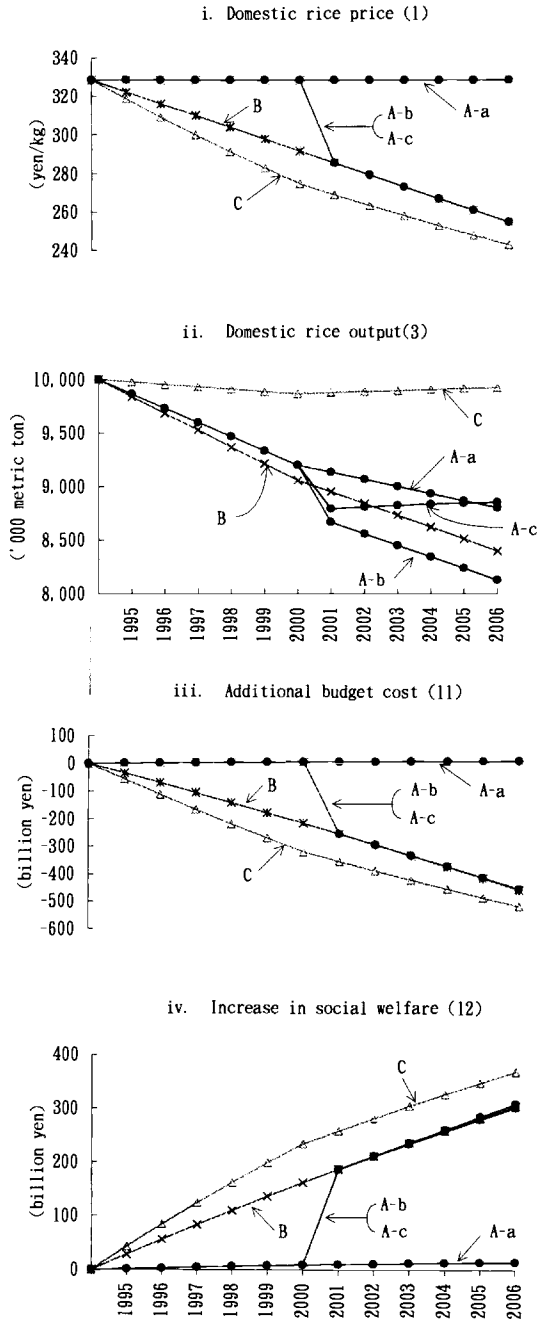 i. Domestic rice price (1)
340
320
300
280
260
240
(yen/kg)
B
A-b
A-c
A-a
C
ii. Domestic rice output(3)
10,000
9,500
9,000
8,500
8,000
('000 metric ton)
C
A-a
B
A-c
A-b
1995 1996 1997 1998 1999 2000 2001 2002 2003 2004 2005 2006
iii. Additional budget cost (11)
100
0
-100
-200
-300
-400
-500
-600
(billion yen)
B
A-b
A-c
A-a
C
iv. Increase in social welfare (12)
400
300
200
100
0
(billion yen)
C
B
A-b
A-c
A-a
1995 1996 1997 1998 1999 2000 2001 2002 2003 2004 2005 2006